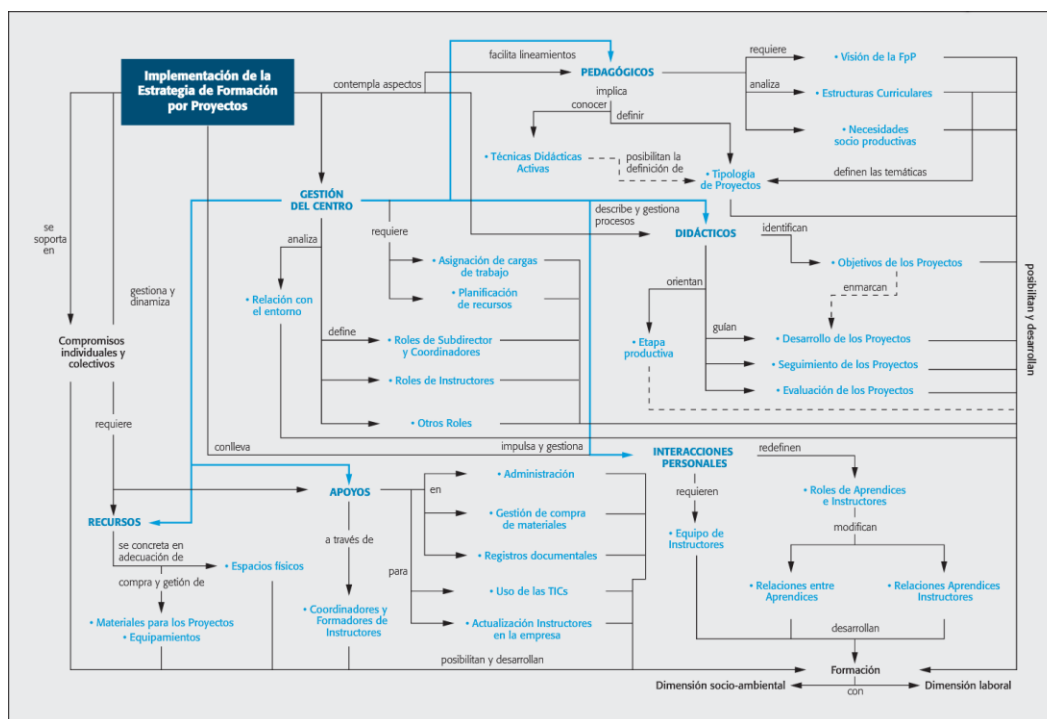 Implementación de la
Estrategia de Formación
por Proyectos
facilita lineamientos
contempla aspectos
PEDAGÓGICOS
implica
conocer
definir
requiere
• Visión de la FpP
analiza
• Estructuras Curriculares
• Necesidades
socio productivas
• Técnicas Didácticas
Activas
posibilitan la
definición de
• Tipología
de Proyectos
definen las temáticas
se
soporta
en
gestiona y
dinamiza
GESTIÓN
DEL CENTRO
analiza
requiere
describe y gestiona
procesos
DIDÁCTICOS
identifican
• Objetivos de los Proyectos
enmarcan
• Asignación de cargas
de trabajo
• Planificación
de recursos
• Relación con
el entorno
define
• Roles de Subdirector
y Coordinadores
• Roles de Instructores
• Otros Roles
orientan
• Etapa
productiva
guían
• Desarrollo de los Proyectos
• Seguimiento de los Proyectos
• Evaluación de los Proyectos
posibilitan y desarrollan
Compromisos
individuales y
colectivos
requiere
conlleva
impulsa y gestiona
INTERACCIONES
PERSONALES
redefinen
requieren
• Roles de Aprendices
e Instructores
modifican
• Equipo de
Instructores
• Relaciones entre
Aprendices
• Relaciones Aprendices
Instructores
desarrollan
RECURSOS
se concreta en
adecuación de
• Espacios físicos
compra y getión de
• Materiales para los Proyectos
• Equipamientos
APOYOS
a través de
• Coordinadores y
Formadores de
Instructores
en
• Administración
• Gestión de compra
de materiales
• Registros documentales
para
• Uso de las TICs
• Actualización Instructores
en la empresa
posibilitan y desarrollan
Formación
Dimensión socio-ambiental
con
Dimensión laboral